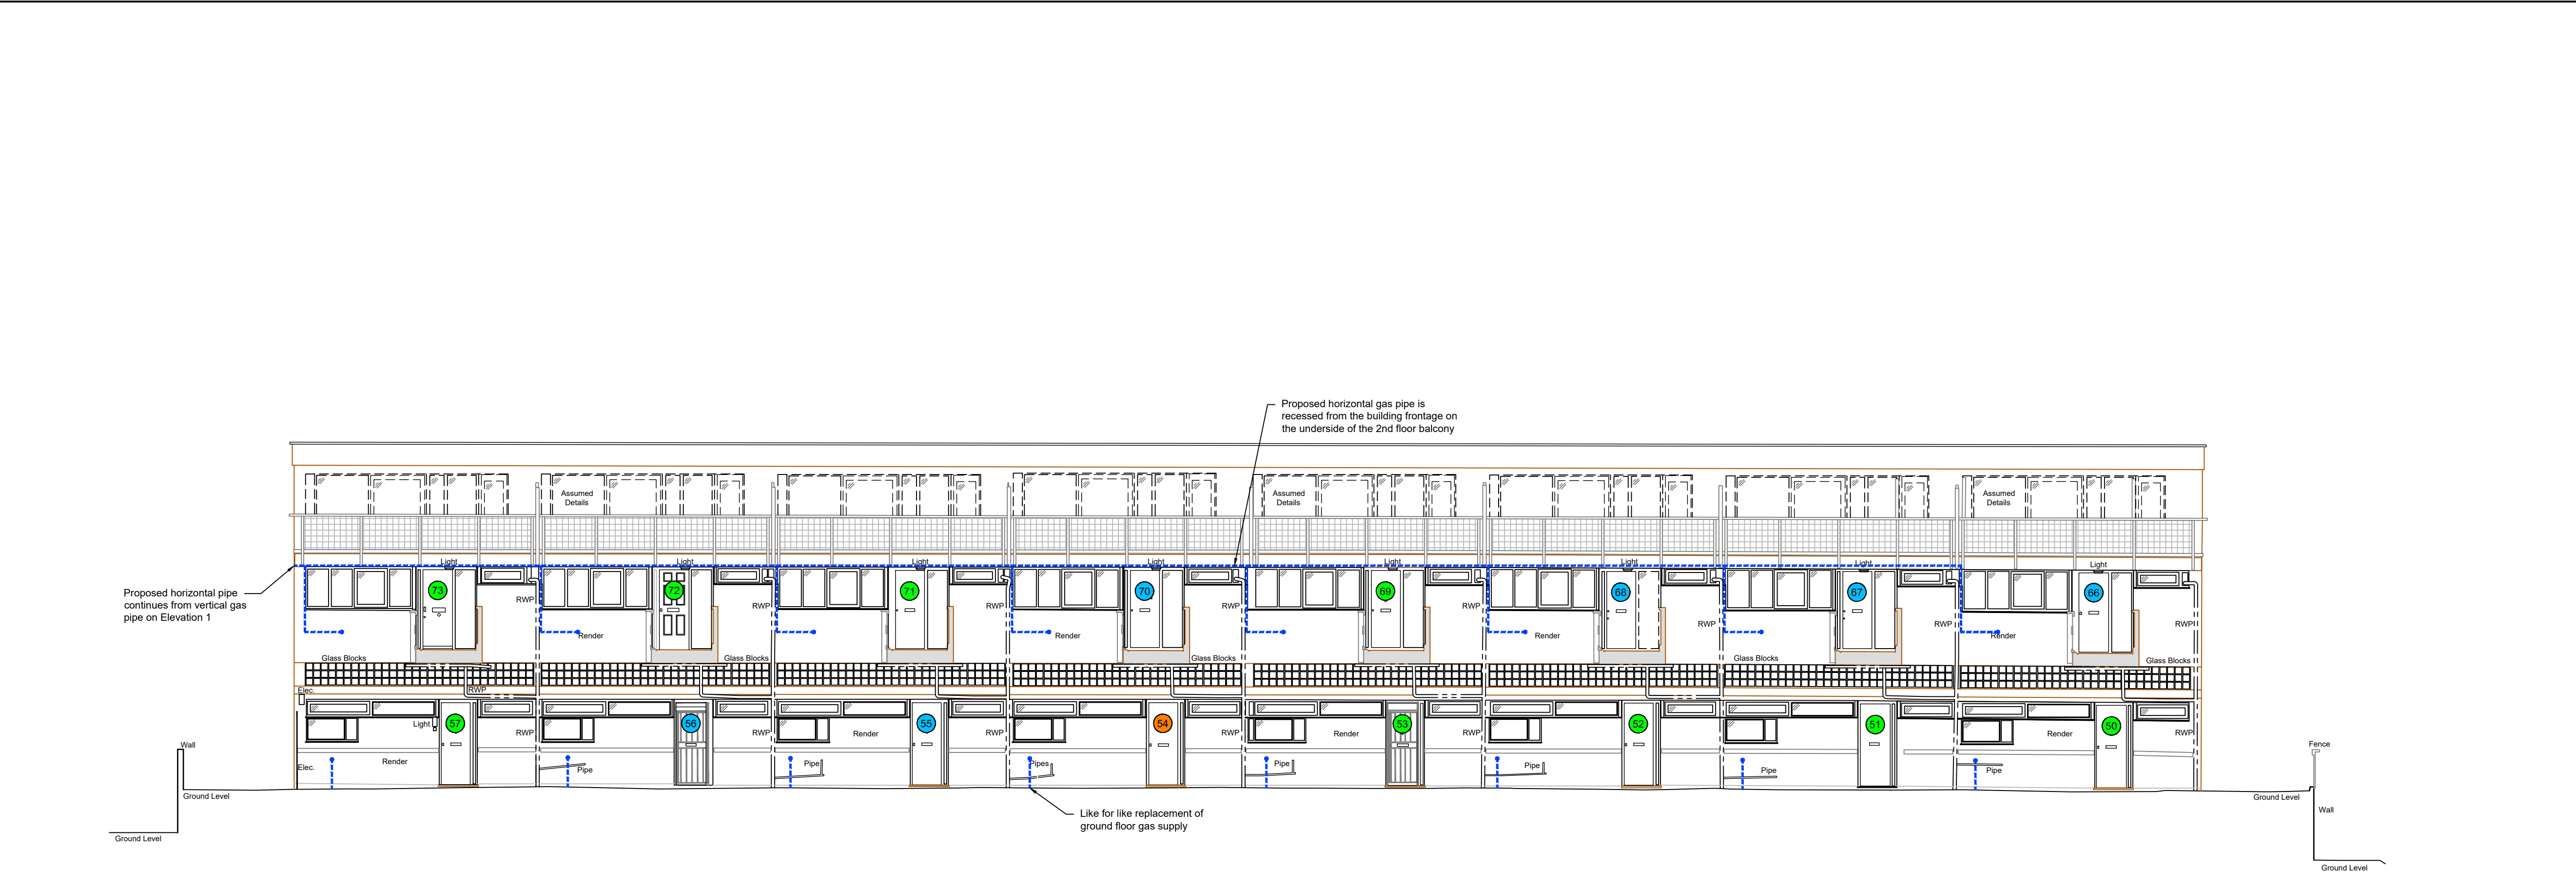 Proposed horizontal gas pipe is
recessed from the building frontage on
the underside of the 2nd floor balcony
Assumed
Details
Assumed
Details
Assumed
Details
Light
Light
Light
Light
Light
Light
Light
Light
73
72
71
70
69
68
67
66
Proposed horizontal pipe
continues from vertical gas
pipe on Elevation 1
RWP
RWP
RWP
RWP
RWP
RWP
RWP
RWP
Render
Render
Render
Render
Glass Blocks
Glass Blocks
Glass Blocks
Glass Blocks
Glass Blocks
Elec.
RWP
Light
57
56
55
54
53
52
51
50
RWP
RWP
Render
RWP
RWP
Render
RWP
Render
RWP
Wall
Fence
Elec.
Render
Pipe
Pipe
Pipes
Pipe
Pipe
Pipe
Pipe
Ground Level
Ground Level
Like for like replacement of
ground floor gas supply
Wall
Ground Level
Ground Level